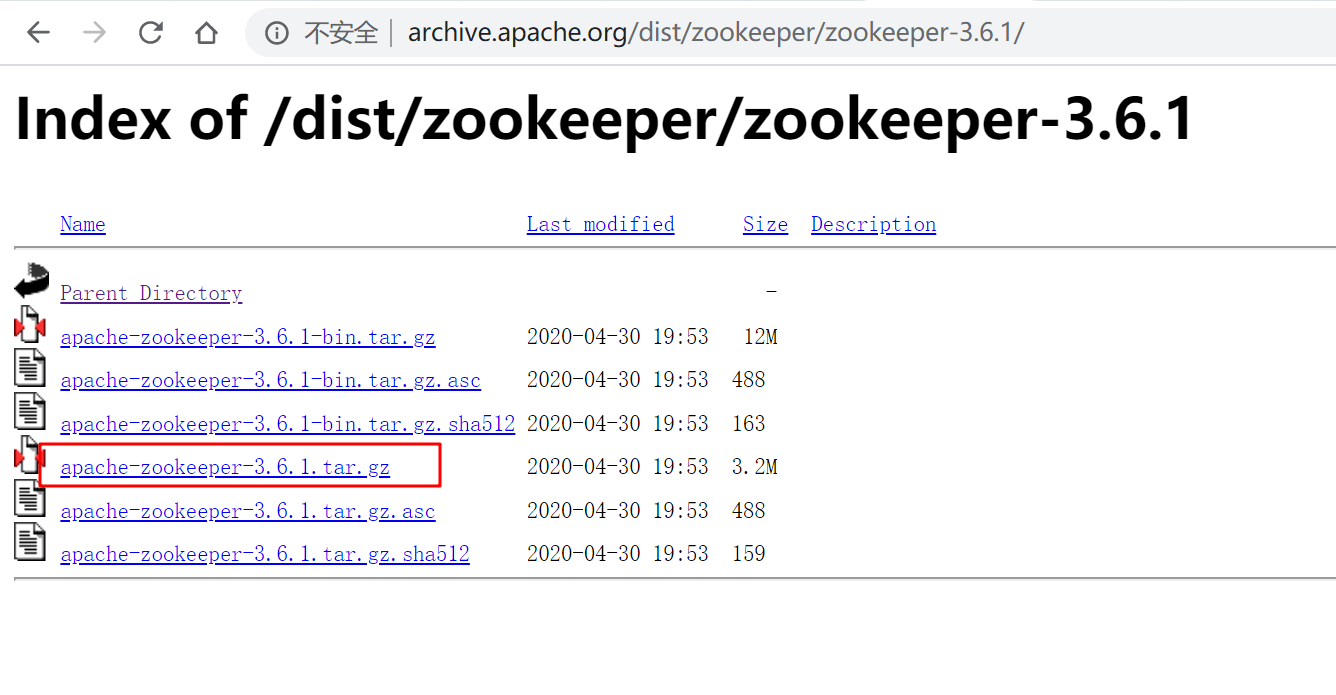 不安全 archive.apache.org/dist/zookeeper/zookeeper-3.6.1/
Index of /dist/zookeeper/zookeeper-3.6.1
Name Last modified Size Description
Parent Directory -
apache-zookeeper-3.6.1-bin.tar.gz 2020-04-30 19:53 12M
apache-zookeeper-3.6.1-bin.tar.gz.asc 2020-04-30 19:53 488
apache-zookeeper-3.6.1-bin.tar.gz.sha512 2020-04-30 19:53 163
apache-zookeeper-3.6.1.tar.gz 2020-04-30 19:53 3.2M
apache-zookeeper-3.6.1.tar.gz.asc 2020-04-30 19:53 488
apache-zookeeper-3.6.1.tar.gz.sha512 2020-04-30 19:53 159